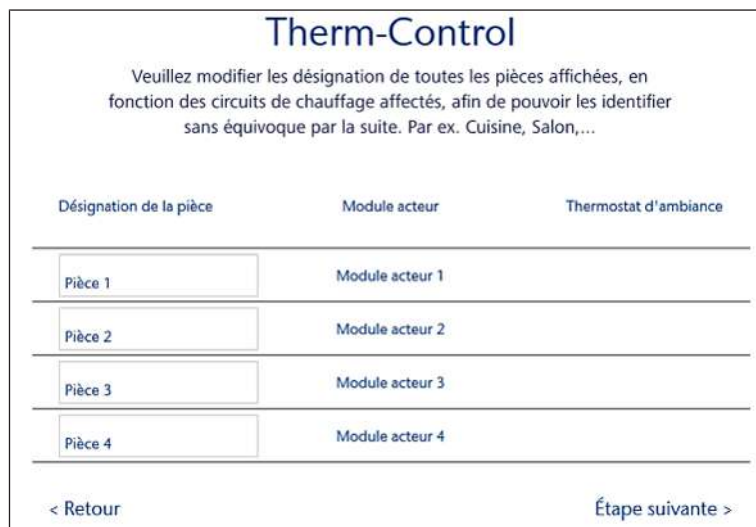 Therm-Control
Veuillez modifier les désignation de toutes les pièces affichées, en
fonction des circuits de chauffage affectés, afin de pouvoir les identifier
sans équivoque par la suite. Par ex. Cuisine, Salon,...
Désignation de la pièce Module acteur Thermostat d'ambiance
Pièce 1 Module acteur 1
Pièce 2 Module acteur 2
Pièce 3 Module acteur 3
Pièce 4 Module acteur 4
< Retour Étape suivante >